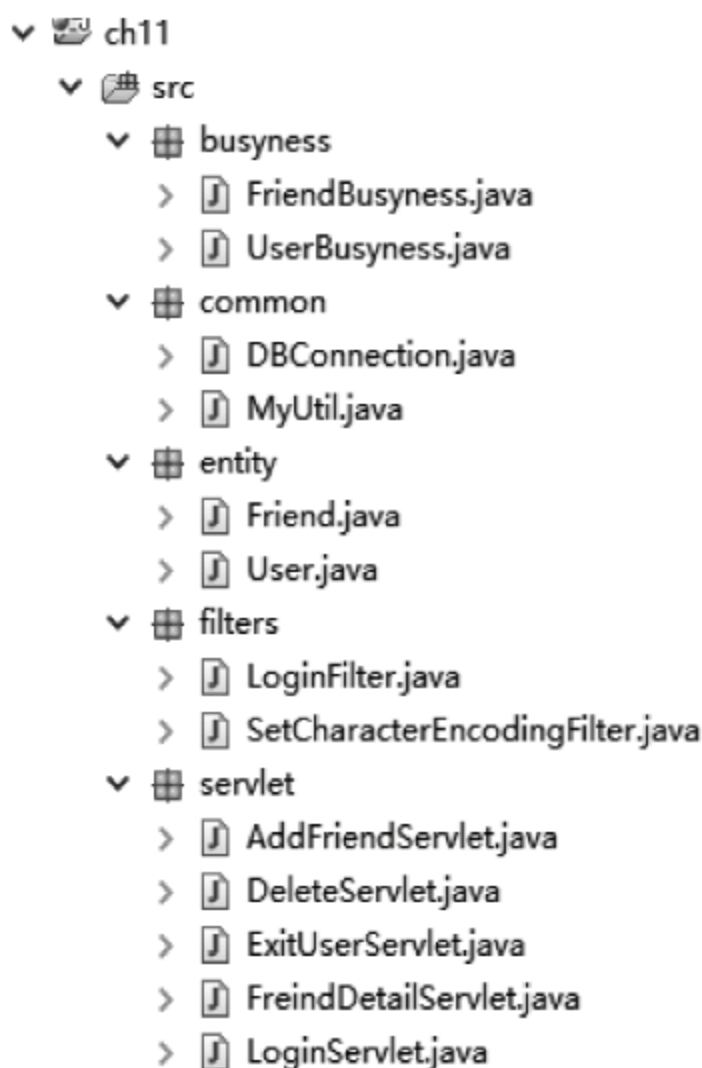 ch11
src
busyness
FriendBusyness.java
UserBusyness.java
common
DBConnection.java
MyUtil.java
entity
Friend.java
User.java
filters
LoginFilter.java
SetCharacterEncodingFilter.java
servlet
AddFriendServlet.java
DeleteServlet.java
ExitUserServlet.java
FreindDetailServlet.java
LoginServlet.java